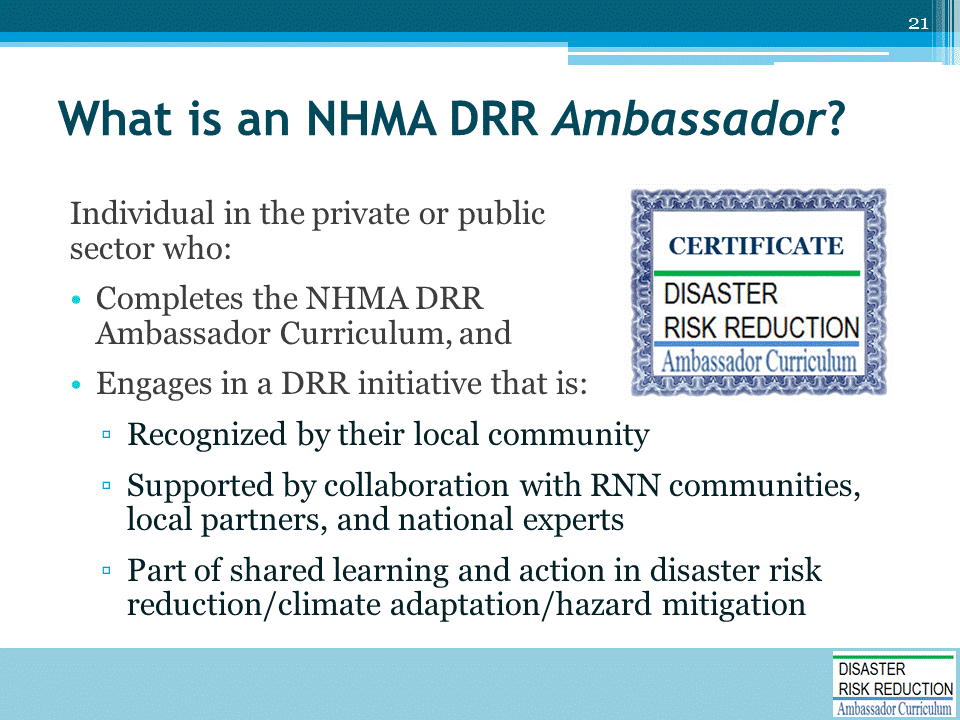 21
What is an NHMA DRR Ambassador?
Individual in the private or public
sector who:
• Completes the NHMA DRR
Ambassador Curriculum, and
• Engages in a DRR initiative that is:
▫ Recognized by their local community
▫ Supported by collaboration with RNN communities,
local partners, and national experts
▫ Part of shared learning and action in disaster risk
reduction/climate adaptation/hazard mitigation
CERTIFICATE
DISASTER
RISK REDUCTION
Ambassador Curriculum
DISASTER
RISK REDUCTION
Ambassador Curriculum